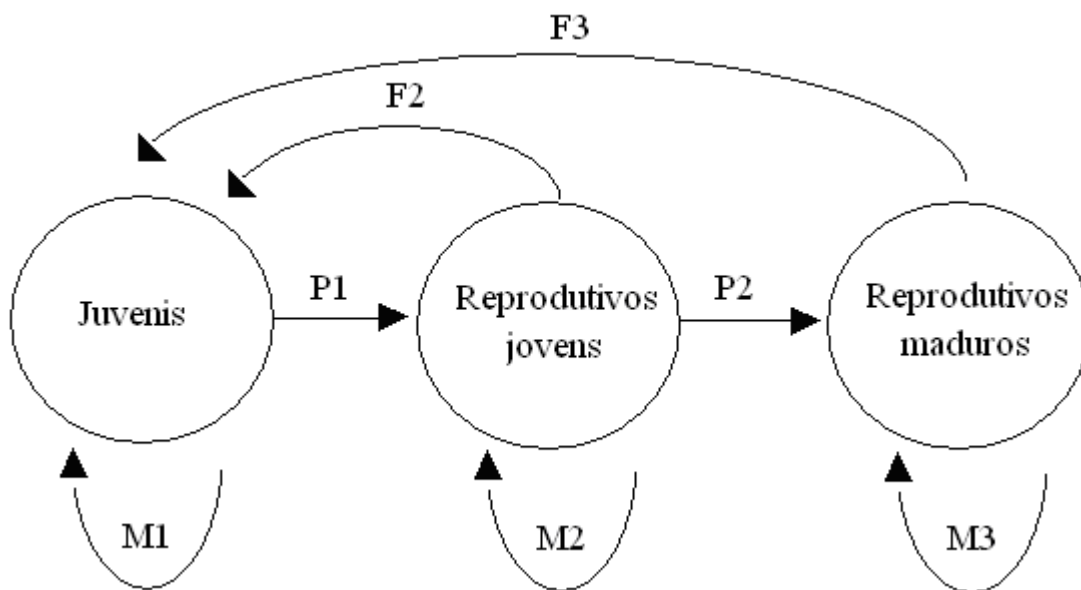 F3
F2
Juvenis
P1
Reprodutivos
jovens
P2
Reprodutivos
maduros
M1
M2
M3